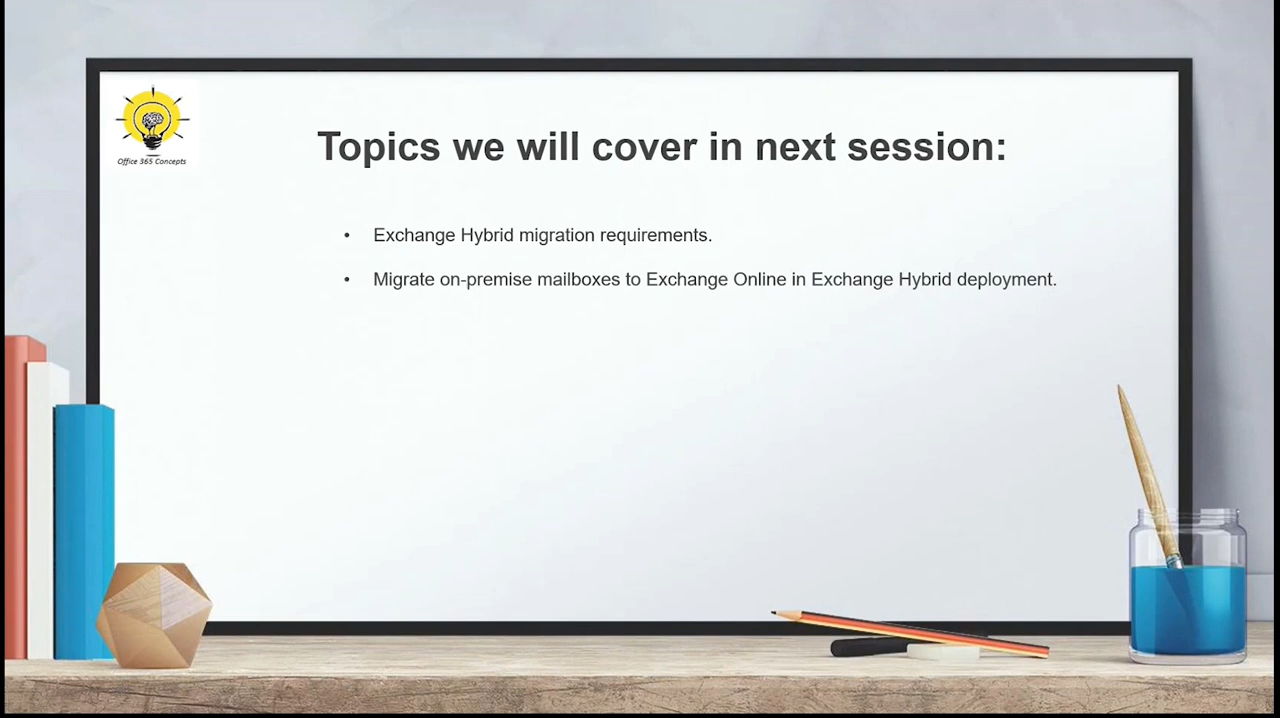 Office 365 Concepts
Topics we will cover in next session:
• Exchange Hybrid migration requirements.
• Migrate on-premise mailboxes to Exchange Online in Exchange Hybrid deployment.